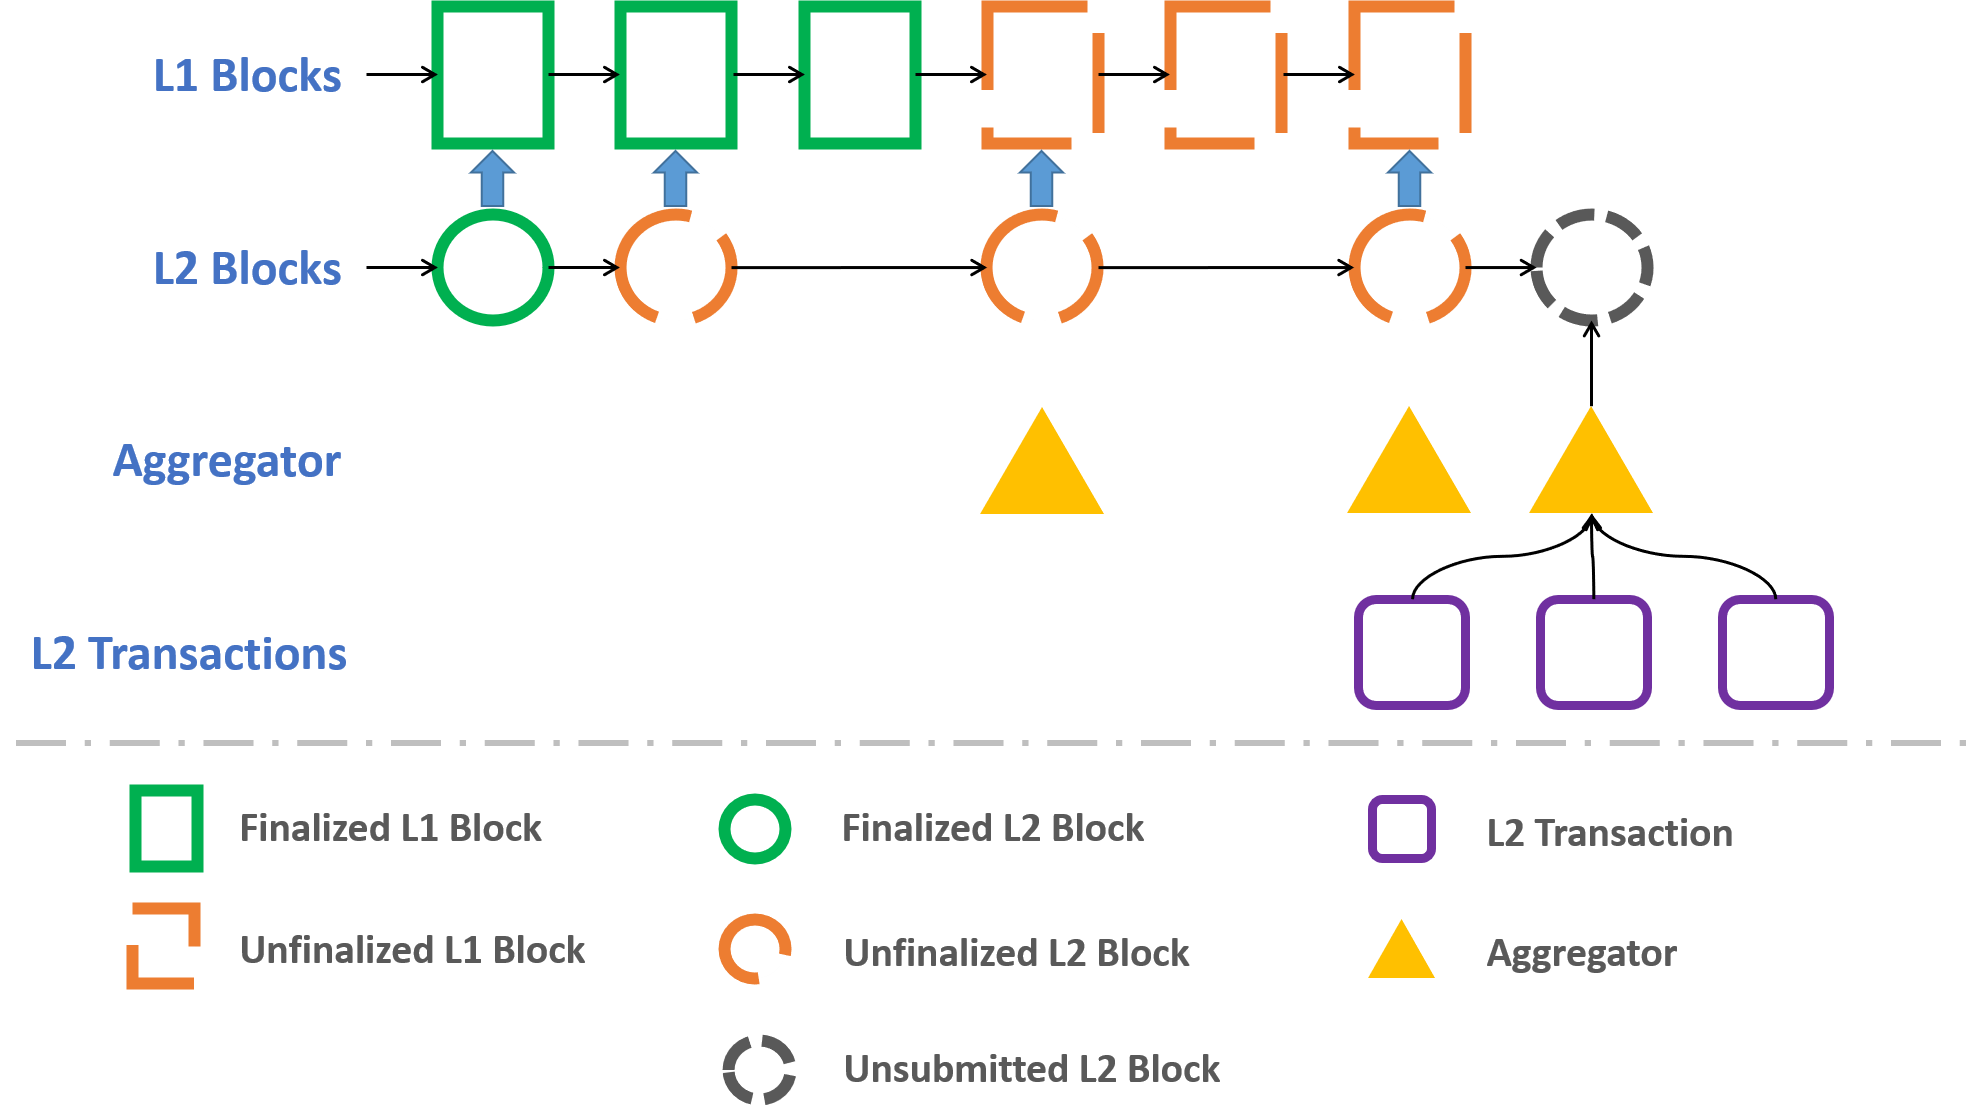 L1 Blocks
L2 Blocks
Aggregator
L2 Transactions
Finalized L1 Block
Finalized L2 Block
L2 Transaction
Unfinalized L1 Block
Unfinalized L2 Block
Aggregator
Unsubmitted L2 Block